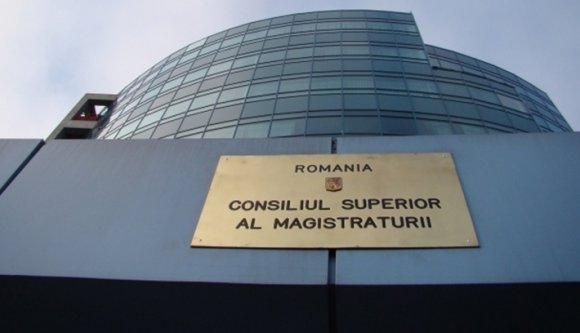 ROMANIA
CONSILIUL SUPERIOR
AL MAGISTRATURII